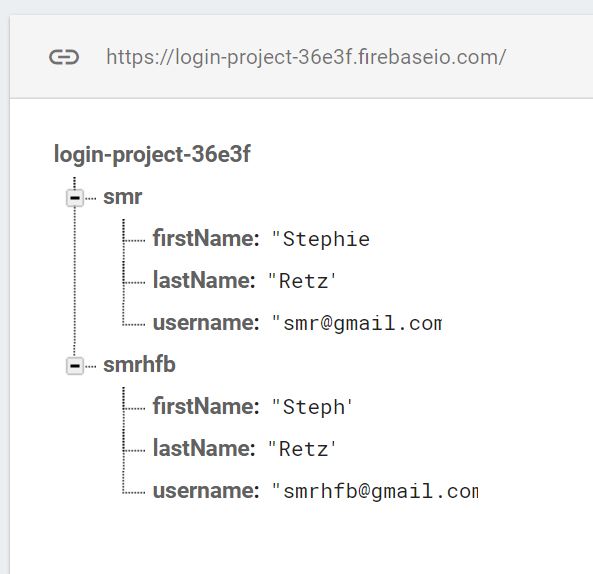 https://login-project-36e3f.firebaseio.com/
login-project-36e3f
smr
firstName: "Stephie
lastName: "Retz'
username: "smr@gmail.com
smrhfb
firstName: "Steph'
lastName: "Retz'
username: "smrhfb@gmail.com